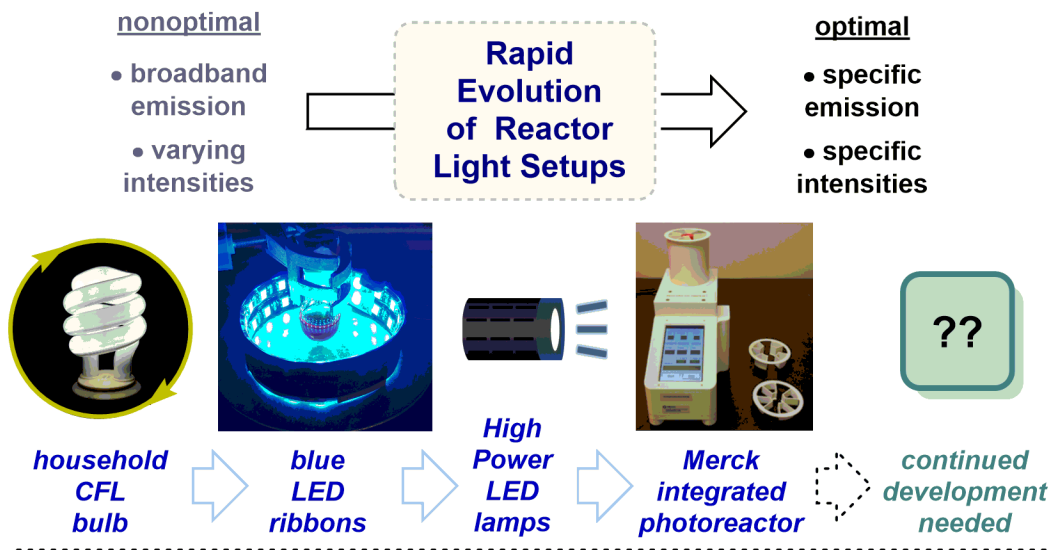 nonoptimal
• broadband
emission
• varying
intensities
Rapid
Evolution
of Reactor
Light Setups
optimal
• specific
emission
• specific
intensities
??
household
CFL
bulb
blue
LED
ribbons
High
Power
LED
lamps
Merck
integrated
photoreactor
continued
development
needed